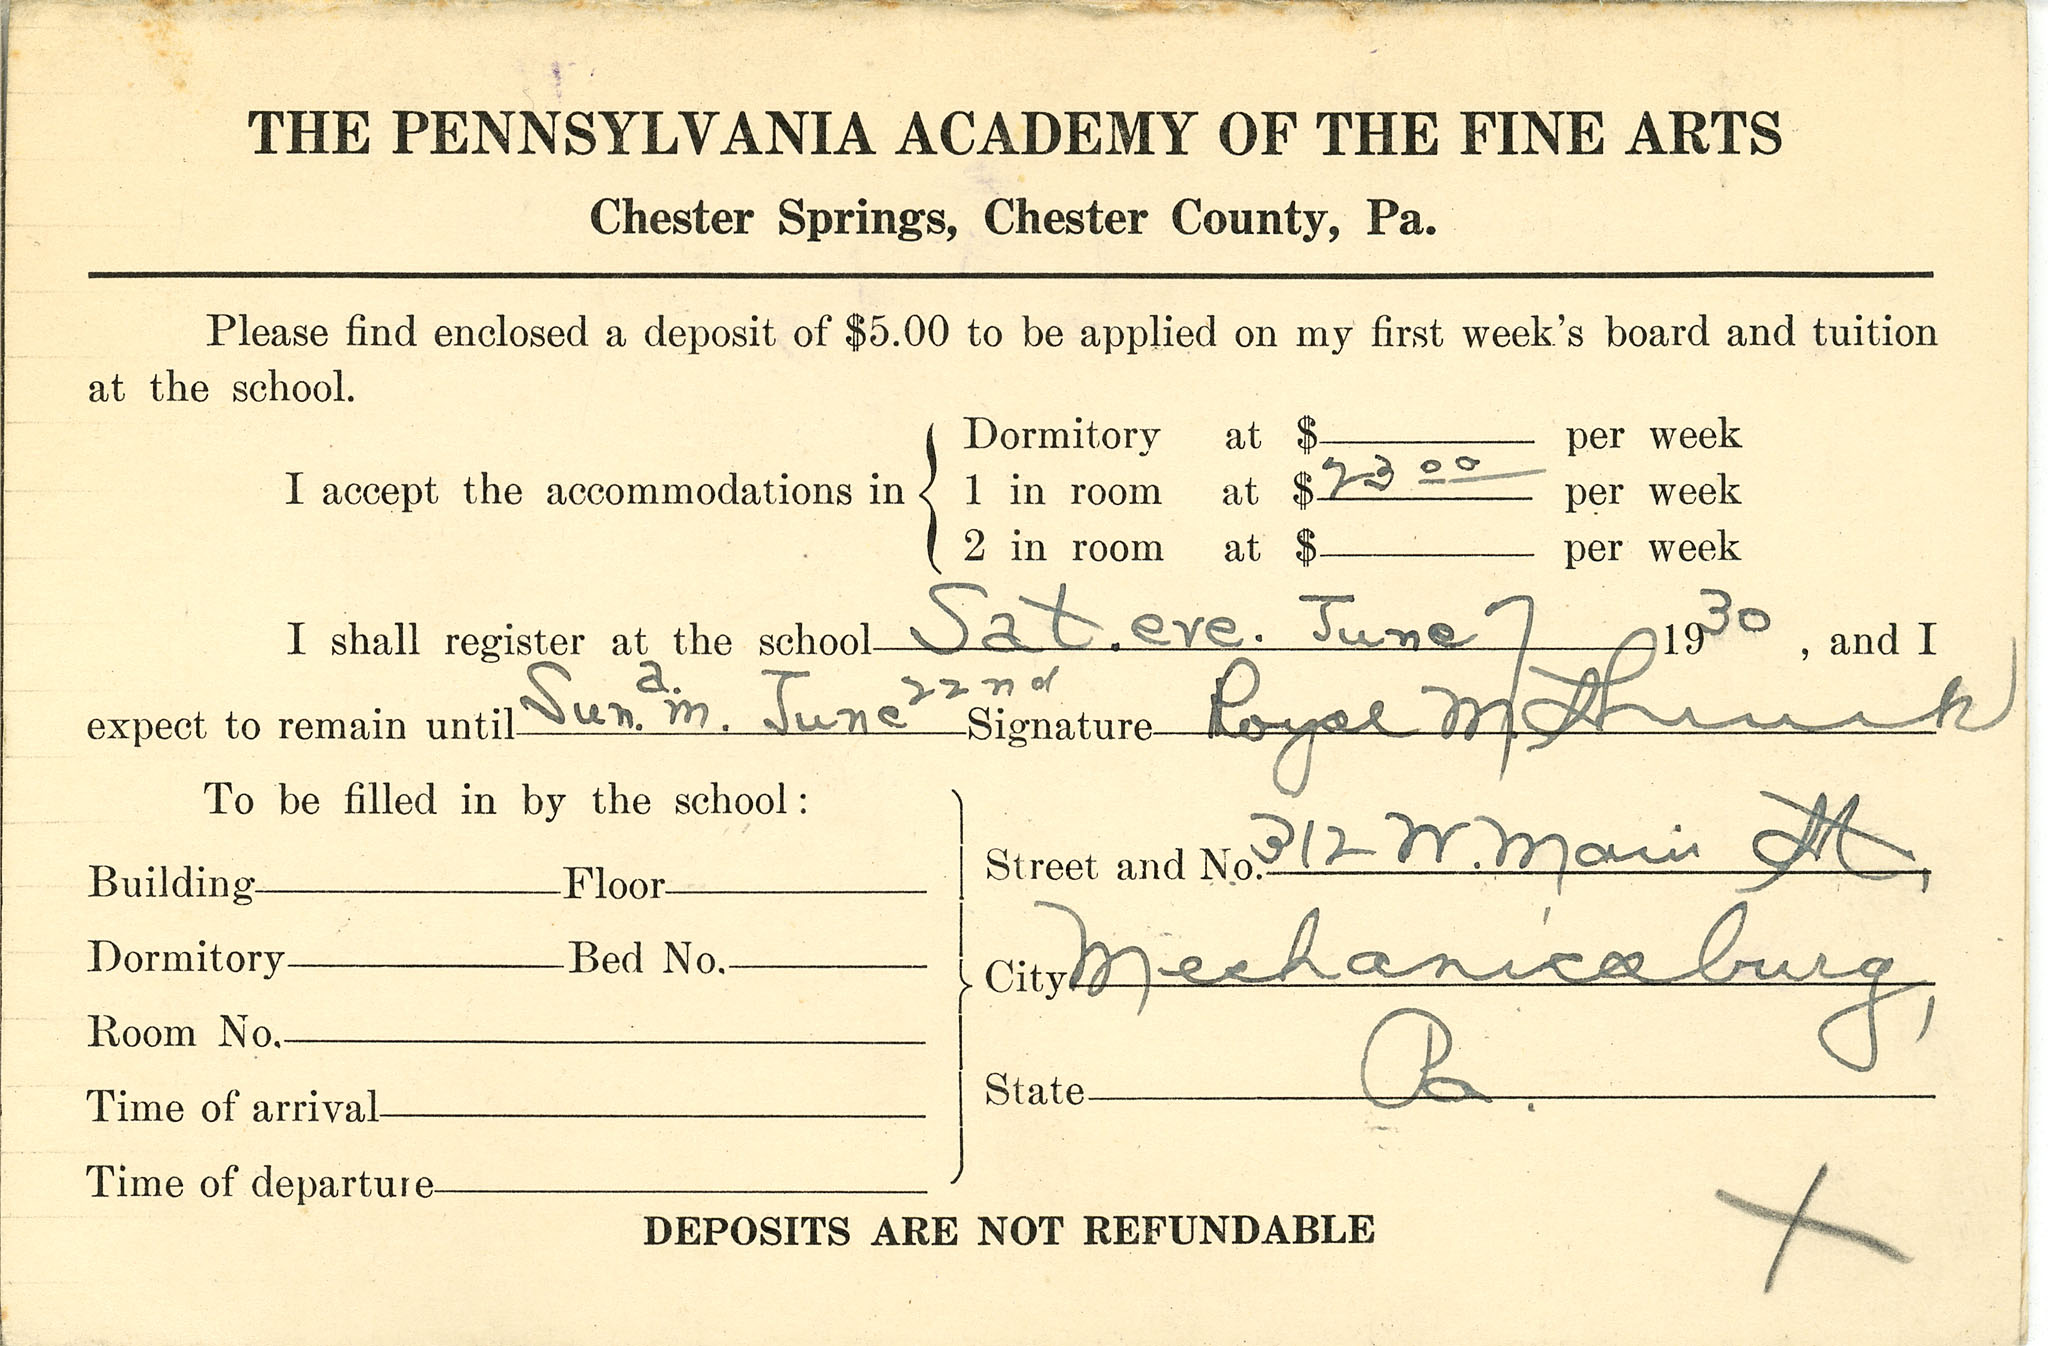 THE PENNSYLVANIA ACADEMY OF THE FINE ARTS
Chester Springs, Chester County, Pa.
Please find enclosed a deposit of $5.00 to be applied on my first week's board and tuition
at the school.
Dormitory at $ per week
I accept the accommodations in 1 in room at $23 00 per week
2 in room at $ per week
I shall register at the school Sat. eve. June 7 1930, and I
expect to remain until Sun. a.m. June 22nd Signature Royal M.
To be filled in by the school:
Street and No. 312 W. Main St,
Building Floor
Dormitory Bed No.
City Mechanicsburg,
Room No.
State Pa.
Time of arrival
Time of departure
DEPOSITS ARE NOT REFUNDABLE